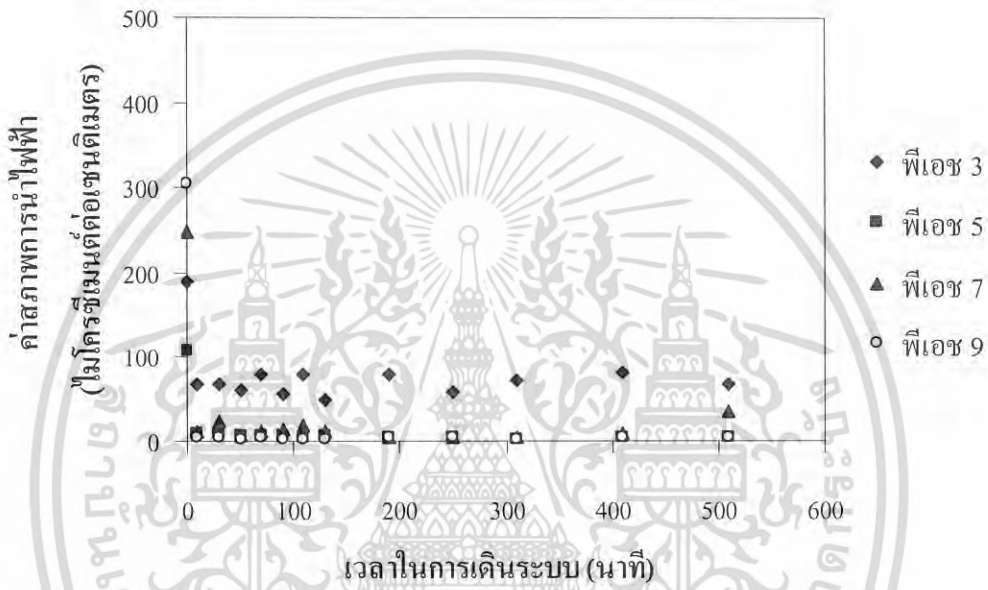 ค่าสภาพการนำไฟฟ้า
(ไมโครซีเมนต์ต่อเซนติเมตร)
500
400
300
200
100
0
0 100 200 300 400 500 600
เวลาในการเดินระบบ (นาที)
พีเอช 3
พีเอช 5
พีเอช 7
พีเอช 9